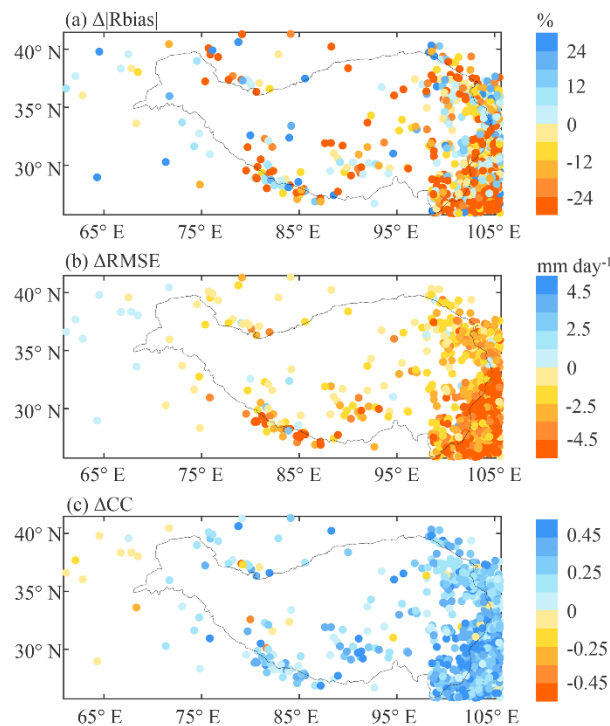 (a) Δ|Rbias|
%
40° N
35° N
30° N
24
12
0
-12
-24
65° E 75° E 85° E 95° E 105° E
(b) ΔRMSE
mm day⁻¹
40° N
35° N
30° N
4.5
2.5
0
-2.5
-4.5
65° E 75° E 85° E 95° E 105° E
(c) ΔCC
40° N
35° N
30° N
0.45
0.25
0
-0.25
-0.45
65° E 75° E 85° E 95° E 105° E